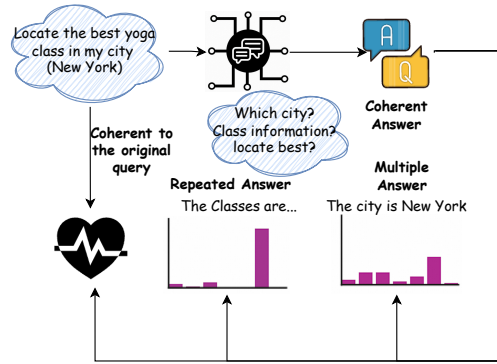 Locate the best yoga
class in my city
(New York)
A
Q
Which city?
Class information?
locate best?
Coherent
Answer
Coherent to
the original
query
Repeated Answer
The Classes are...
Multiple
Answer
The city is New York